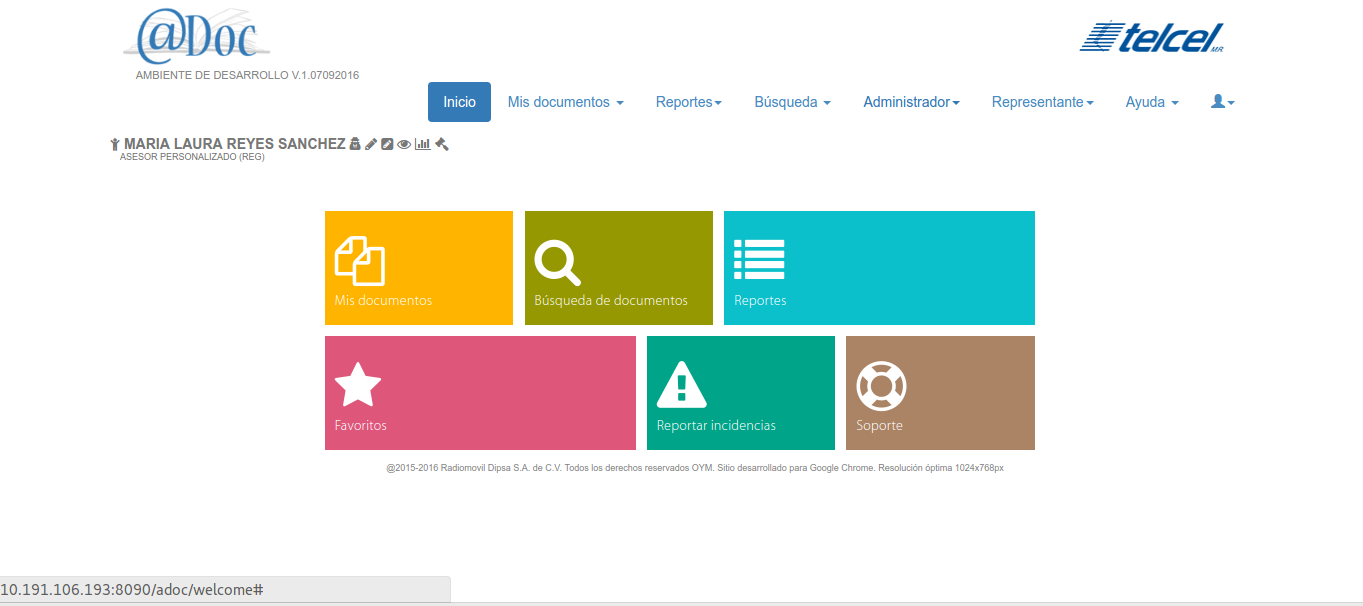 @Doc
telcel MR
AMBIENTE DE DESARROLLO V.1.07092016
Inicio Mis documentos Reportes Búsqueda Administrador Representante Ayuda
MARIA LAURA REYES SANCHEZ
ASESOR PERSONALIZADO (REG)
Mis documentos Búsqueda de documentos Reportes
Favoritos Reportar incidencias Soporte
@2015-2016 Radiomovil Dipsa S.A. de C.V. Todos los derechos reservados OYM. Sitio desarrollado para Google Chrome. Resolución óptima 1024x768px
10.191.106.193:8090/adoc/welcome#